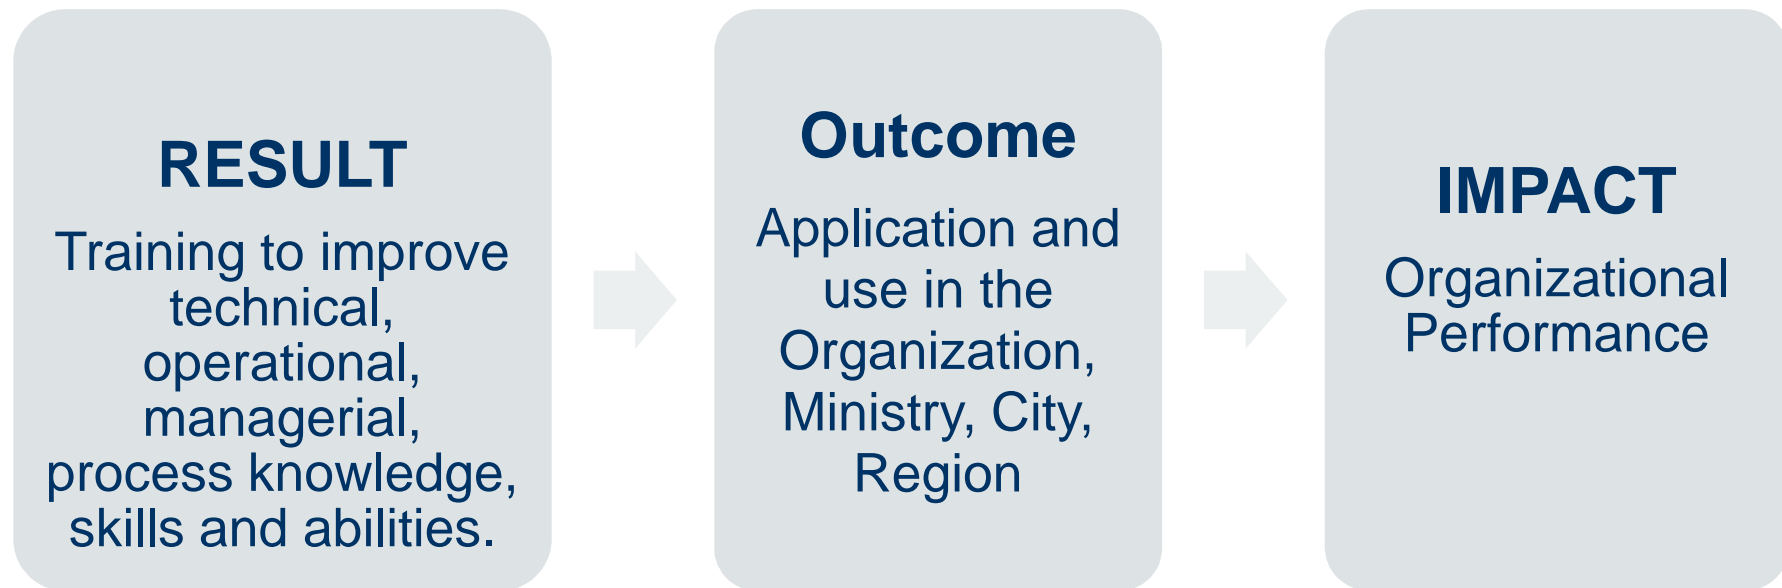 RESULT
Training to improve
technical,
operational,
managerial,
process knowledge,
skills and abilities.
Outcome
Application and
use in the
Organization,
Ministry, City,
Region
IMPACT
Organizational
Performance